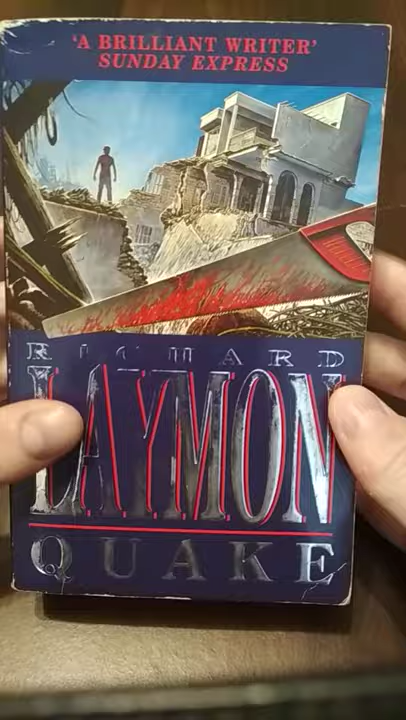 'A BRILLIANT WRITER'
SUNDAY EXPRESS
RICHARD
LAYMON
QUAKE